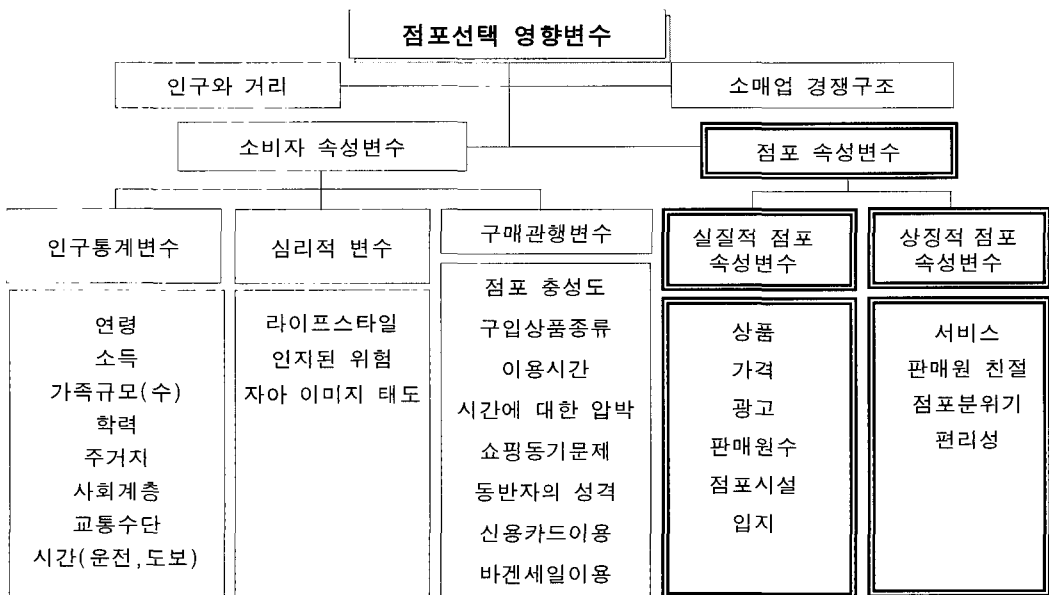 점포선택 영향변수
인구와 거리
소매업 경쟁구조
소비자 속성변수
점포 속성변수
인구통계변수
연령
소득
가족규모(수)
학력
주거지
사회계층
교통수단
시간(운전,도보)
심리적 변수
라이프스타일
인지된 위험
자아 이미지 태도
구매관행변수
점포 충성도
구입상품종류
이용시간
시간에 대한 압박
쇼핑동기문제
동반자의 성격
신용카드이용
바겐세일이용
실질적 점포
속성변수
상품
가격
광고
판매원수
점포시설
입지
상징적 점포
속성변수
서비스
판매원 친절
점포분위기
편리성